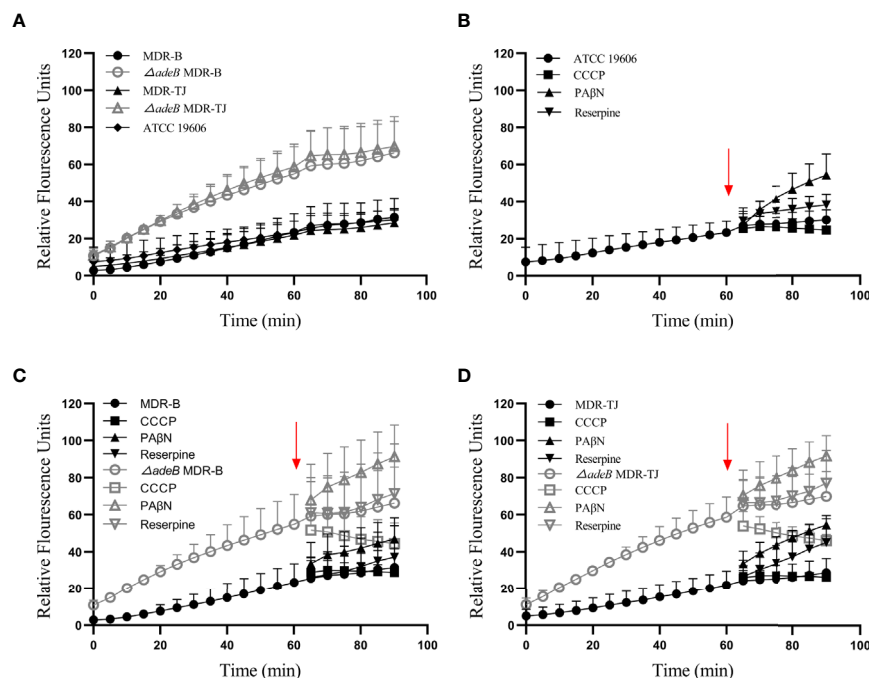 A
Relative Flourescence Units
120
100
80
60
40
20
0
MDR-B
ΔadeB MDR-B
MDR-TJ
ΔadeB MDR-TJ
ATCC 19606
0 20 40 60 80 100
Time (min)
B
Relative Flourescence Units
120
100
80
60
40
20
0
ATCC 19606
CCCP
PAβN
Reserpine
0 20 40 60 80 100
Time (min)
C
Relative Flourescence Units
120
100
80
60
40
20
0
MDR-B
CCCP
PAβN
Reserpine
ΔadeB MDR-B
CCCP
PAβN
Reserpine
0 20 40 60 80 100
Time (min)
D
Relative Flourescence Units
120
100
80
60
40
20
0
MDR-TJ
CCCP
PAβN
Reserpine
ΔadeB MDR-TJ
CCCP
PAβN
Reserpine
0 20 40 60 80 100
Time (min)